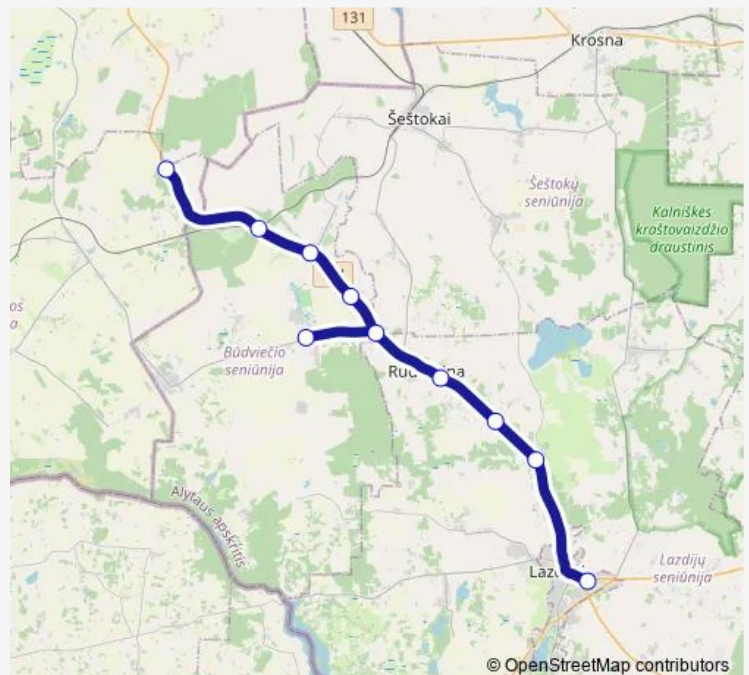 131
Krosna
Šeštokai
Šeštokų
seniūnija
Kalniškės
kraštovaizdžio
draustinis
Būdviečio
seniūnija
Alytaus apskritis
Lazdijų
seniūnija
© OpenStreetMap contributors